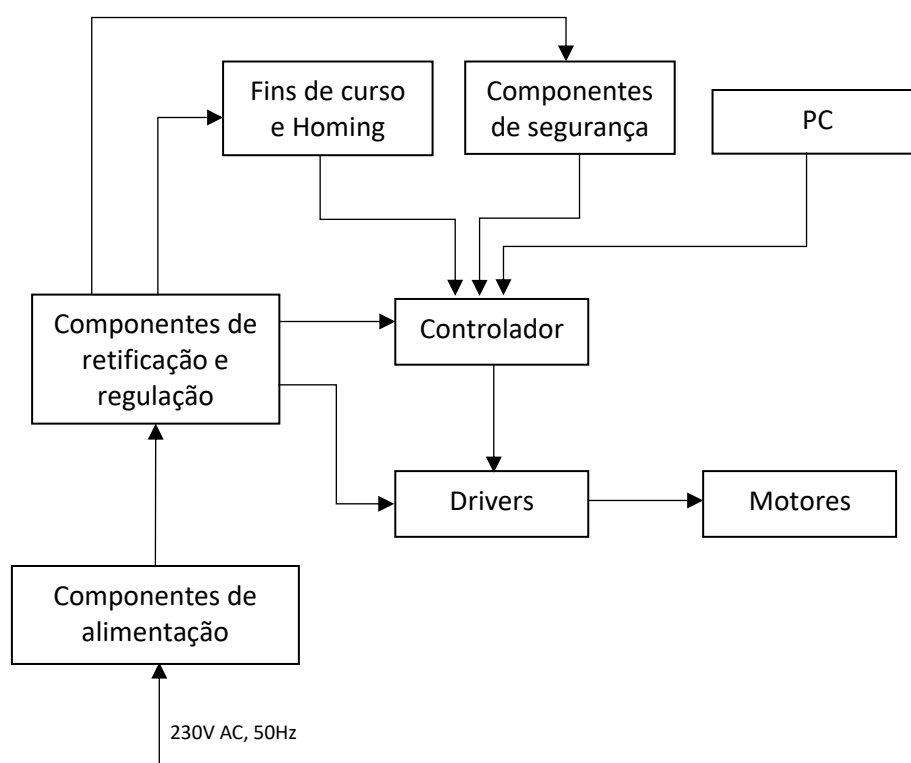 Fins de curso
e Homing
Componentes
de segurança
PC
Componentes de
retificação e
regulação
Controlador
Drivers
Motores
Componentes de
alimentação
230V AC, 50Hz